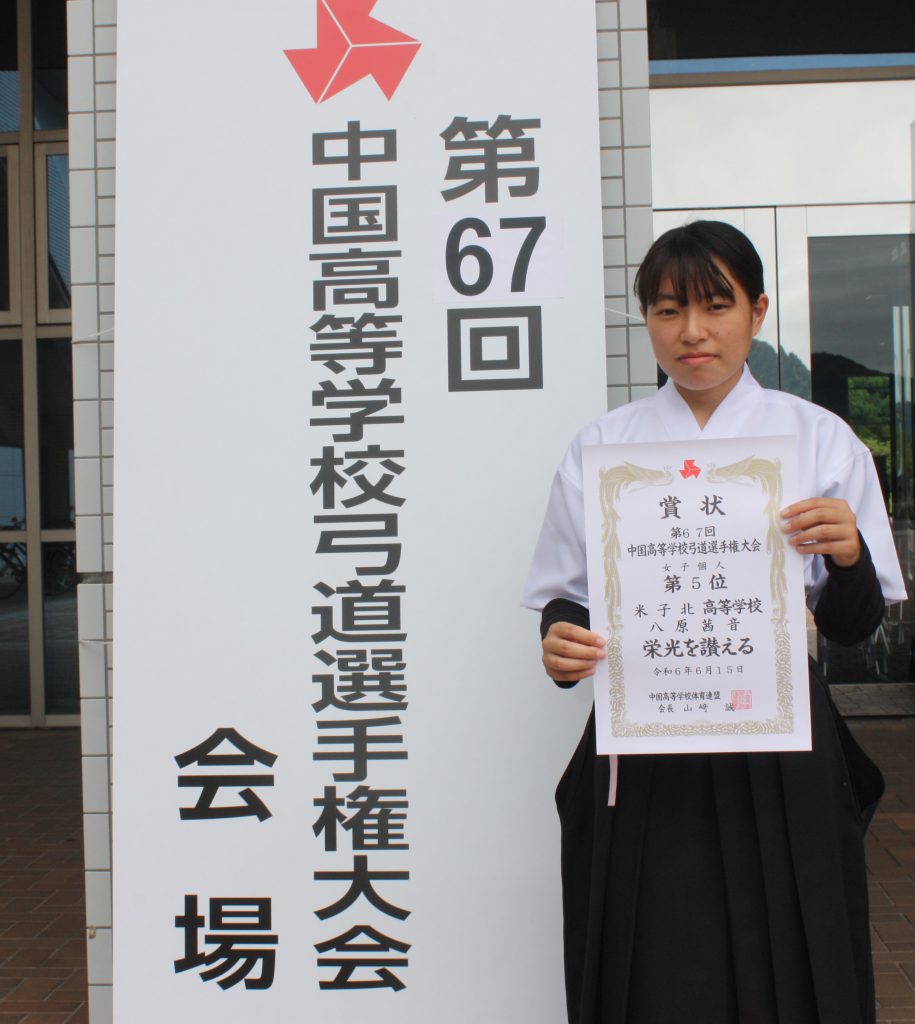 第67回
中国高等学校弓道選手権大会
会場
賞状
第67回
中国高等学校弓道選手権大会
女子個人
第5位
米子北高等学校
八原茜音
栄光を讃える
令和6年6月15日
中国高等学校体育連盟
会長 山﨑 誠